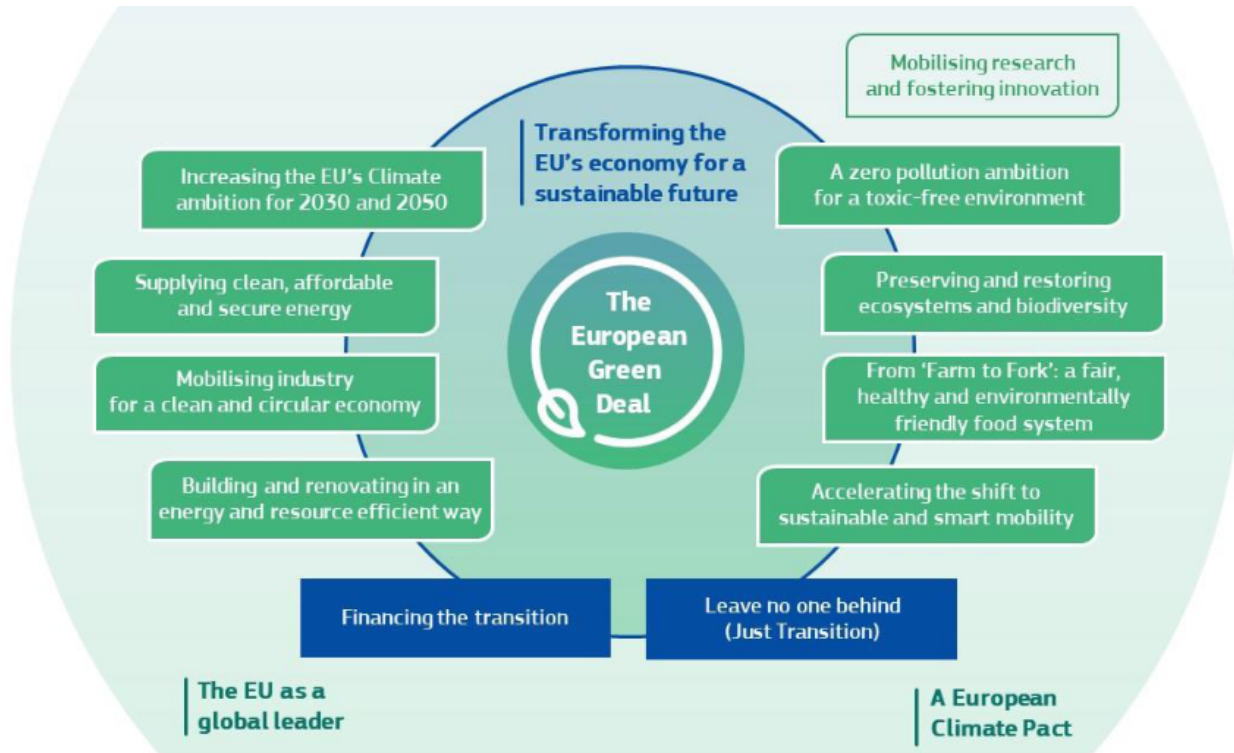 Mobilising research
and fostering innovation
Transforming the
EU's economy for a
sustainable future
Increasing the EU's Climate
ambition for 2030 and 2050
A zero pollution ambition
for a toxic-free environment
Supplying clean, affordable
and secure energy
The
European
Green
Deal
Preserving and restoring
ecosystems and biodiversity
Mobilising industry
for a clean and circular economy
From ‘Farm to Fork’: a fair,
healthy and environmentally
friendly food system
Building and renovating in an
energy and resource efficient way
Accelerating the shift to
sustainable and smart mobility
Financing the transition
Leave no one behind
(Just Transition)
The EU as a
global leader
A European
Climate Pact